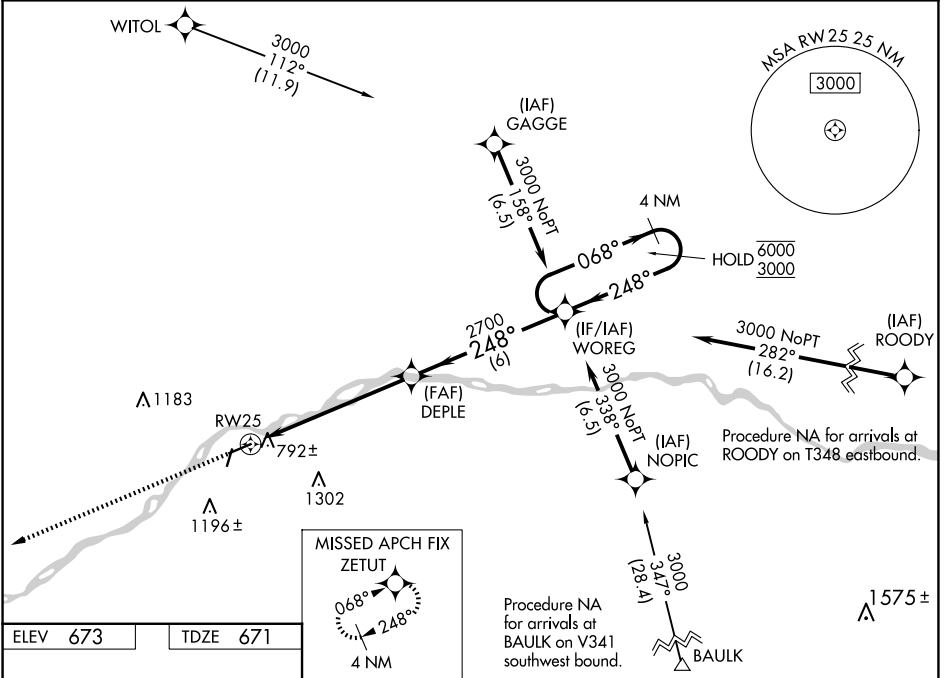 WITOL
3000
112°
(11.9)
MSA RW25 25 NM
3000
(IAF)
GAGGE
3000 NoPT
158°
(6.5)
4 NM
068°
HOLD 6000
3000
248°
2700
248°
(6)
(IF/IAF)
WOREG
3000 NoPT
282°
(16.2)
(IAF)
ROODY
(FAF)
DEPLE
3000 NoPT
338°
(6.5)
1183
RW25
792±
(IAF)
NOPIC
Procedure NA for arrivals at
ROODY on T348 eastbound.
1302
1196±
MISSED APCH FIX
ZETUT
068°
248°
4 NM
3000
347°
(28.4)
Procedure NA
for arrivals at
BAULK on V341
southwest bound.
BAULK
1575±
ELEV 673
TDZE 671